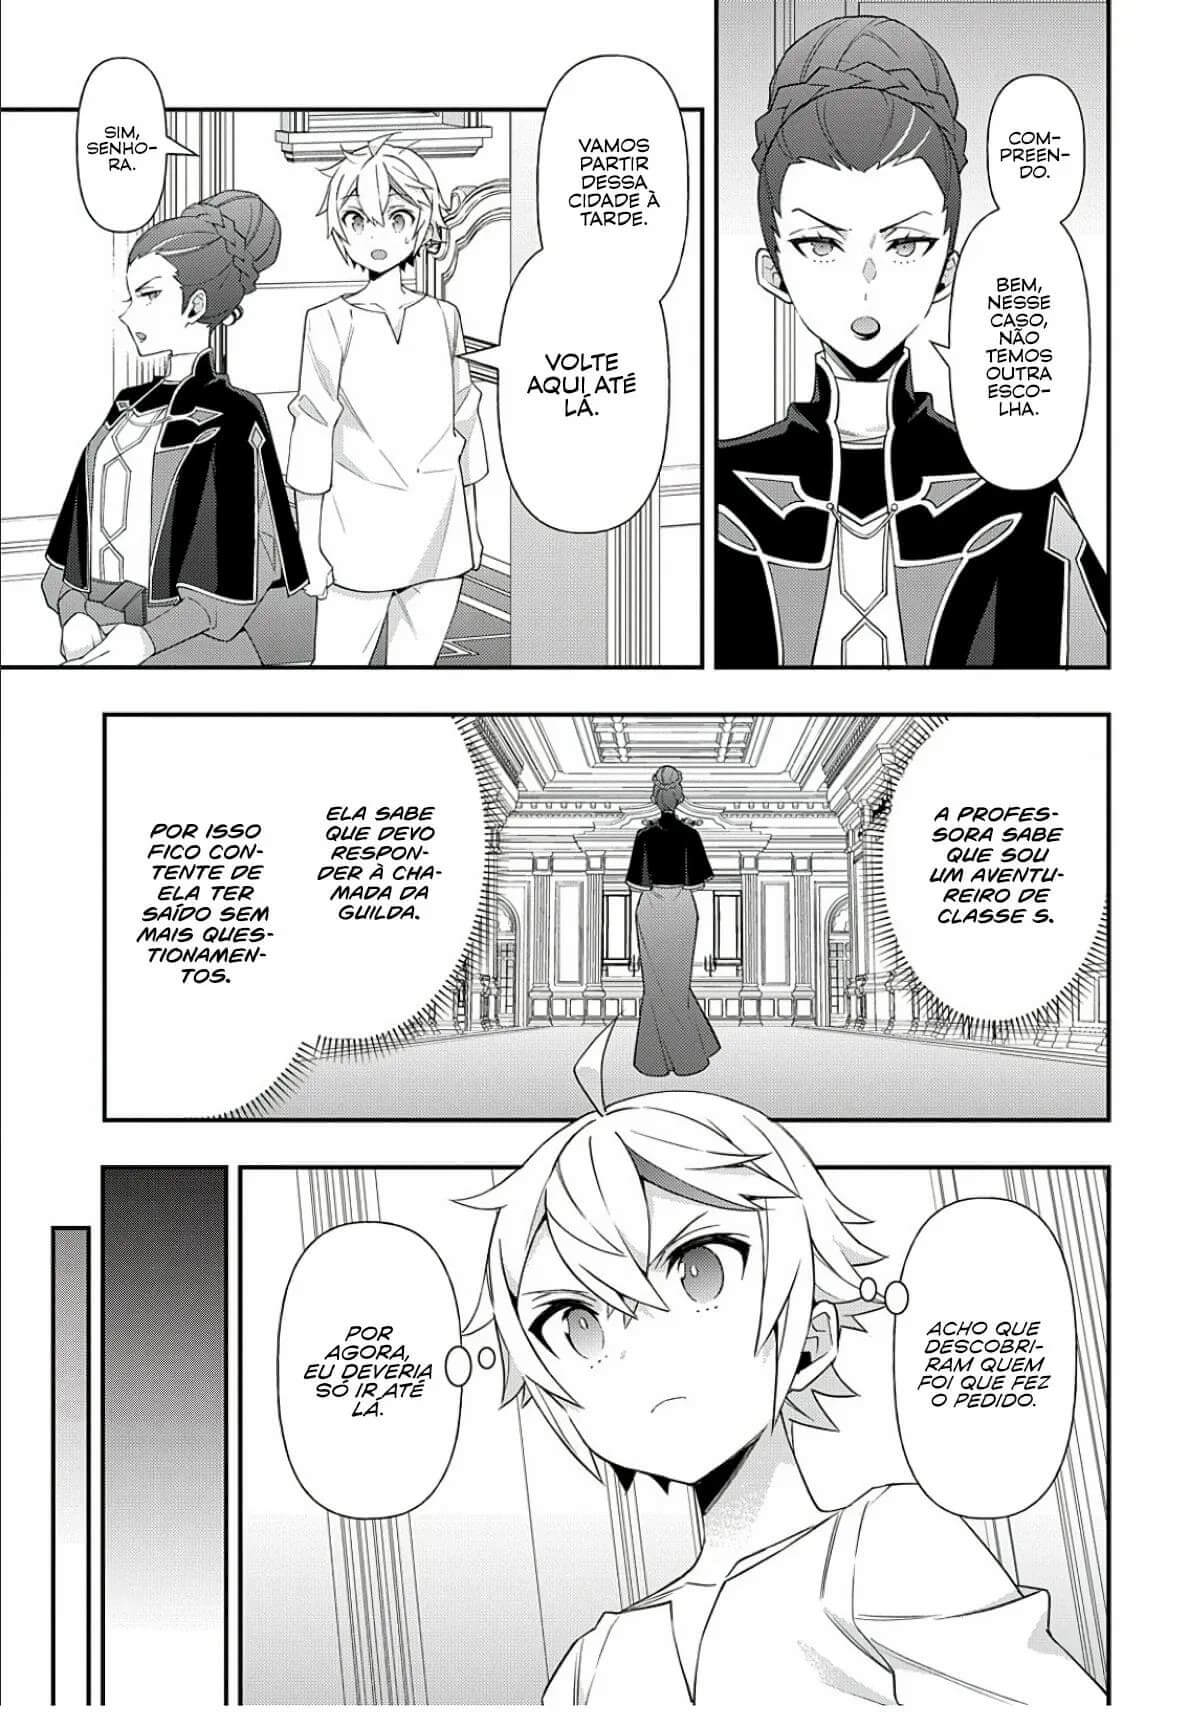 COM-
PREEN-
DO.
BEM,
NESSE
CASO,
NÃO
TEMOS
OUTRA
ESCO-
LHA.
VAMOS
PARTIR
DESSA
CIDADE À
TARDE.
VOLTE
AQUI ATÉ
LÁ.
SIM,
SENHO-
RA.
A PROFES-
SORA SABE
QUE SOU
UM AVENTU-
REIRO DE
CLASSE S.
ELA SABE
QUE DEVO
RESPON-
DER À CHA-
MADA DA
GUILDA.
POR ISSO
FICO CON-
TENTE DE
ELA TER
SAÍDO SEM
MAIS QUES-
TIONAMEN-
TOS.
ACHO QUE
DESCOBRI-
RAM QUEM
FOI QUE FEZ
O PEDIDO.
POR
AGORA,
EU DEVERIA
SÓ IR ATÉ
LÁ.